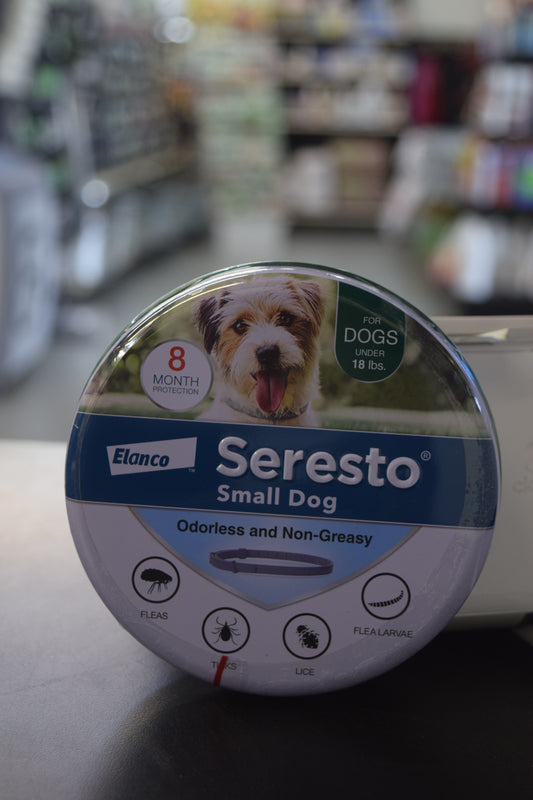 FOR
DOGS
UNDER
18 lbs.
8
MONTH
PROTECTION
Elanco™
Seresto®
Small Dog
Odorless and Non-Greasy
FLEAS
TICKS
LICE
FLEA LARVAE